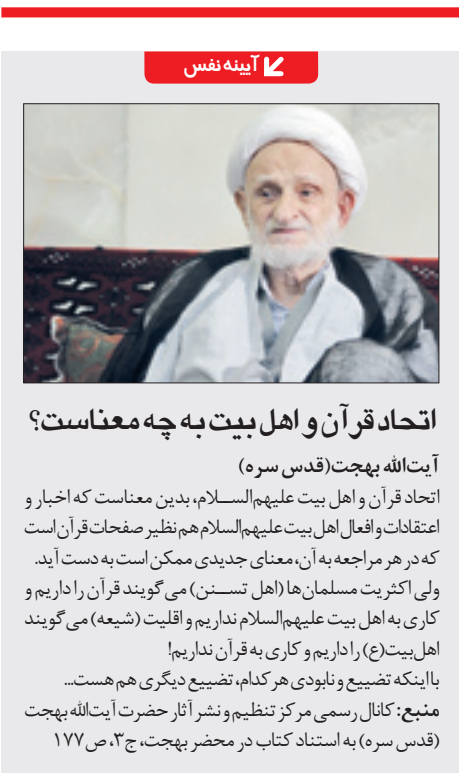 آیینه نفس
اتحاد قرآن و اهل بیت به چه معناست؟
آیت‌الله بهجت(قدس سره)
اتحاد قرآن و اهل بیت علیهم‌الســلام، بدین معناست که اخبار و
اعتقادات و افعال اهل بیت علیهم‌السلام هم نظیر صفحات قرآن است
که در هر مراجعه به آن، معنای جدیدی ممکن است به دست آید.
ولی اکثریت مسلمان‌ها (اهل تســنن) می‌گویند قرآن را داریم و
کاری به اهل بیت علیهم‌السلام نداریم و اقلیت (شیعه) می‌گویند
اهل‌بیت(ع) را داریم و کاری به قرآن نداریم!
با اینکه تضییع و نابودی هر کدام، تضییع دیگری هم هست...
منبع: کانال رسمی مرکز تنظیم و نشر آثار حضرت آیت‌الله بهجت
(قدس سره) به استناد کتاب در محضر بهجت، ج۳، ص۱۷۷